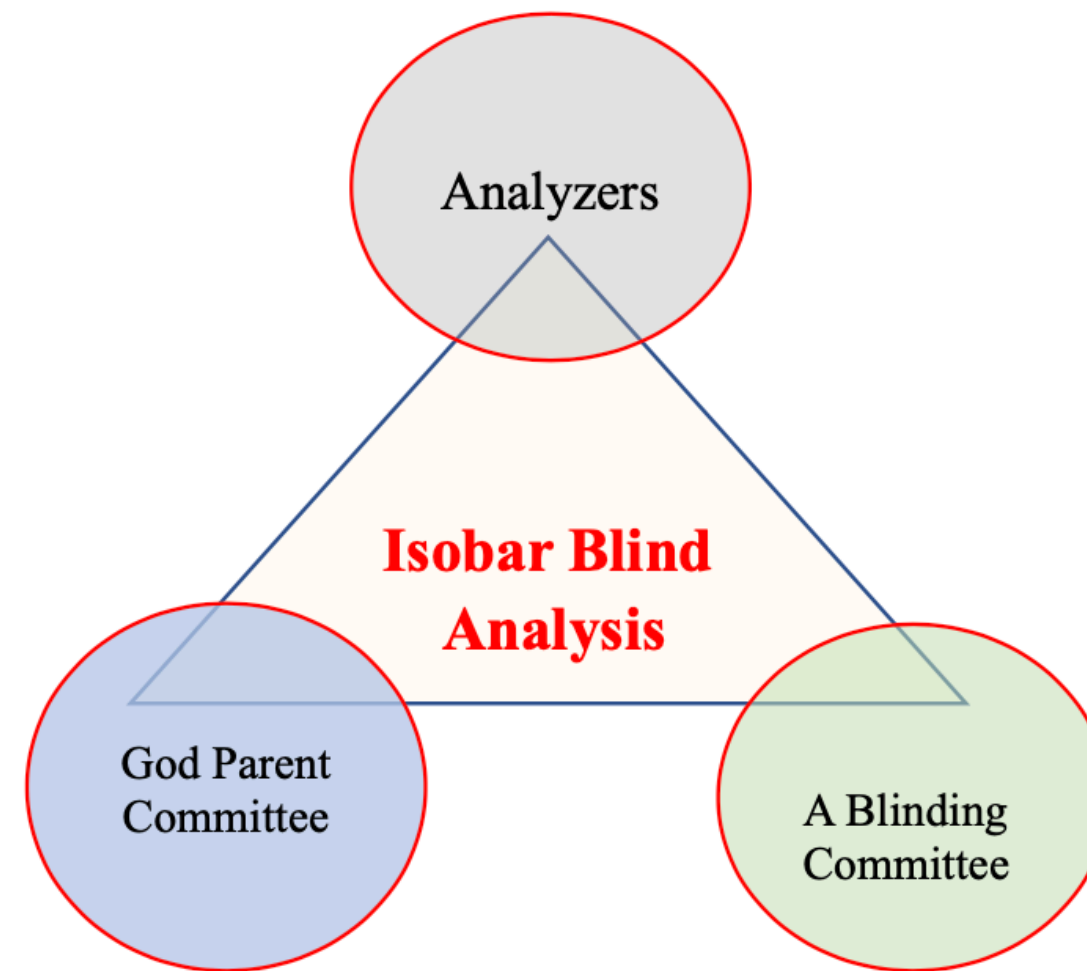 Analyzers
Isobar Blind
Analysis
God Parent
Committee
A Blinding
Committee